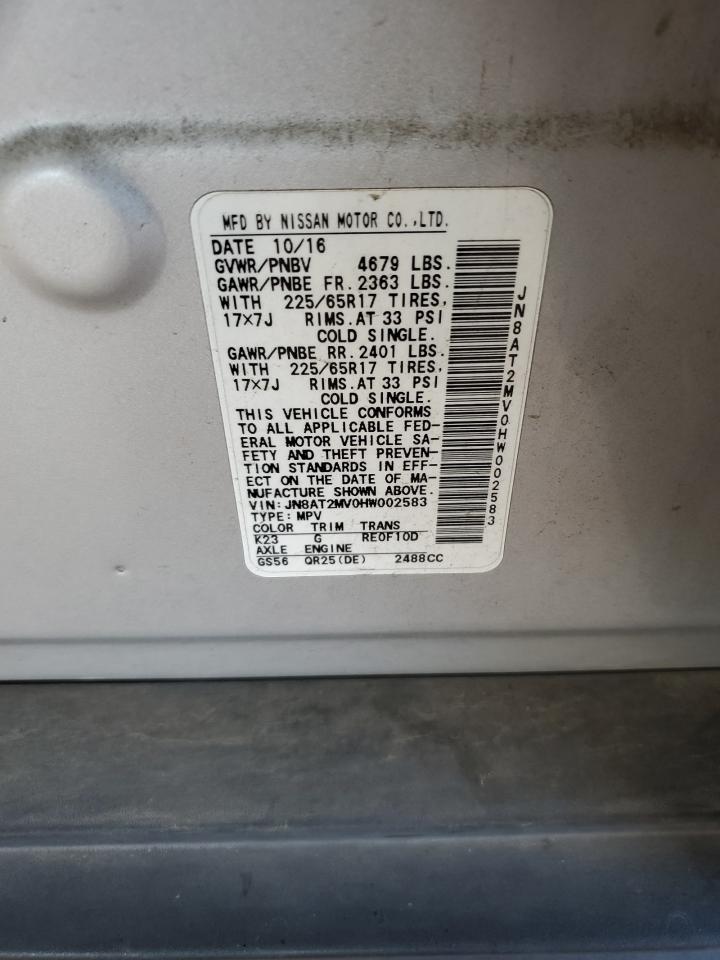 MFD BY NISSAN MOTOR CO.,LTD.
DATE 10/16
GVWR/PNBV 4679 LBS.
GAWR/PNBE FR. 2363 LBS.
WITH 225/65R17 TIRES,
17×7J RIMS.AT 33 PSI
COLD SINGLE.
GAWR/PNBE RR. 2401 LBS.
WITH 225/65R17 TIRES,
17×7J RIMS.AT 33 PSI
COLD SINGLE.
THIS VEHICLE CONFORMS
TO ALL APPLICABLE FED-
ERAL MOTOR VEHICLE SA-
FETY AND THEFT PREVEN-
TION STANDARDS IN EFF-
ECT ON THE DATE OF MA-
NUFACTURE SHOWN ABOVE.
VIN:JN8AT2MV0HW002583
TYPE:MPV
COLOR TRIM TRANS
K23 G RE0F10D
AXLE ENGINE
GS56 QR25(DE) 2488CC
JN8AT2MV0HW002583